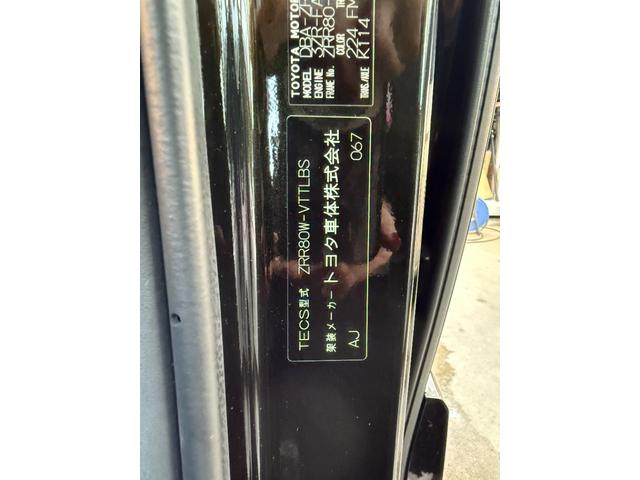 TOYOTA MOTOR
MODEL DBA-Z
ENGINE 3ZR-FA
FRAME No. ZRR80-
COLOR TR
224 FM
TRANS./AXLE K114
TECS型式 ZRR80W-VTTLBS
架装メーカー トヨタ車体株式会社
AJ 067